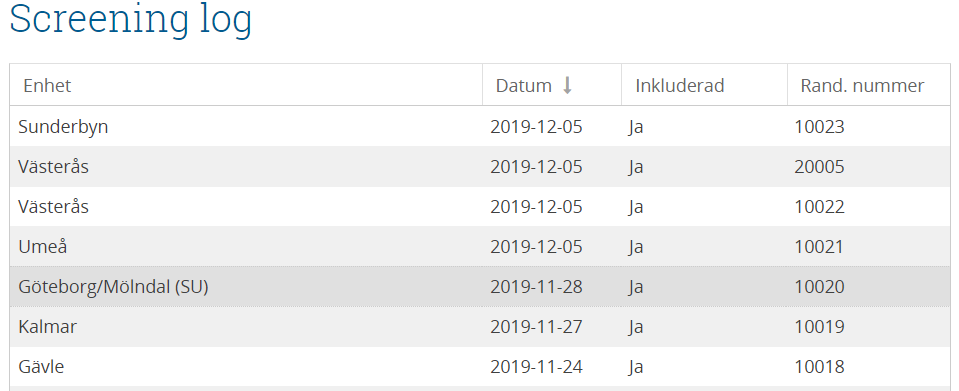 Screening log
Enhet Datum Inkluderad Rand. nummer
Sunderbyn 2019-12-05 Ja 10023
Västerås 2019-12-05 Ja 20005
Västerås 2019-12-05 Ja 10022
Umeå 2019-12-05 Ja 10021
Göteborg/Mölndal (SU) 2019-11-28 Ja 10020
Kalmar 2019-11-27 Ja 10019
Gävle 2019-11-24 Ja 10018